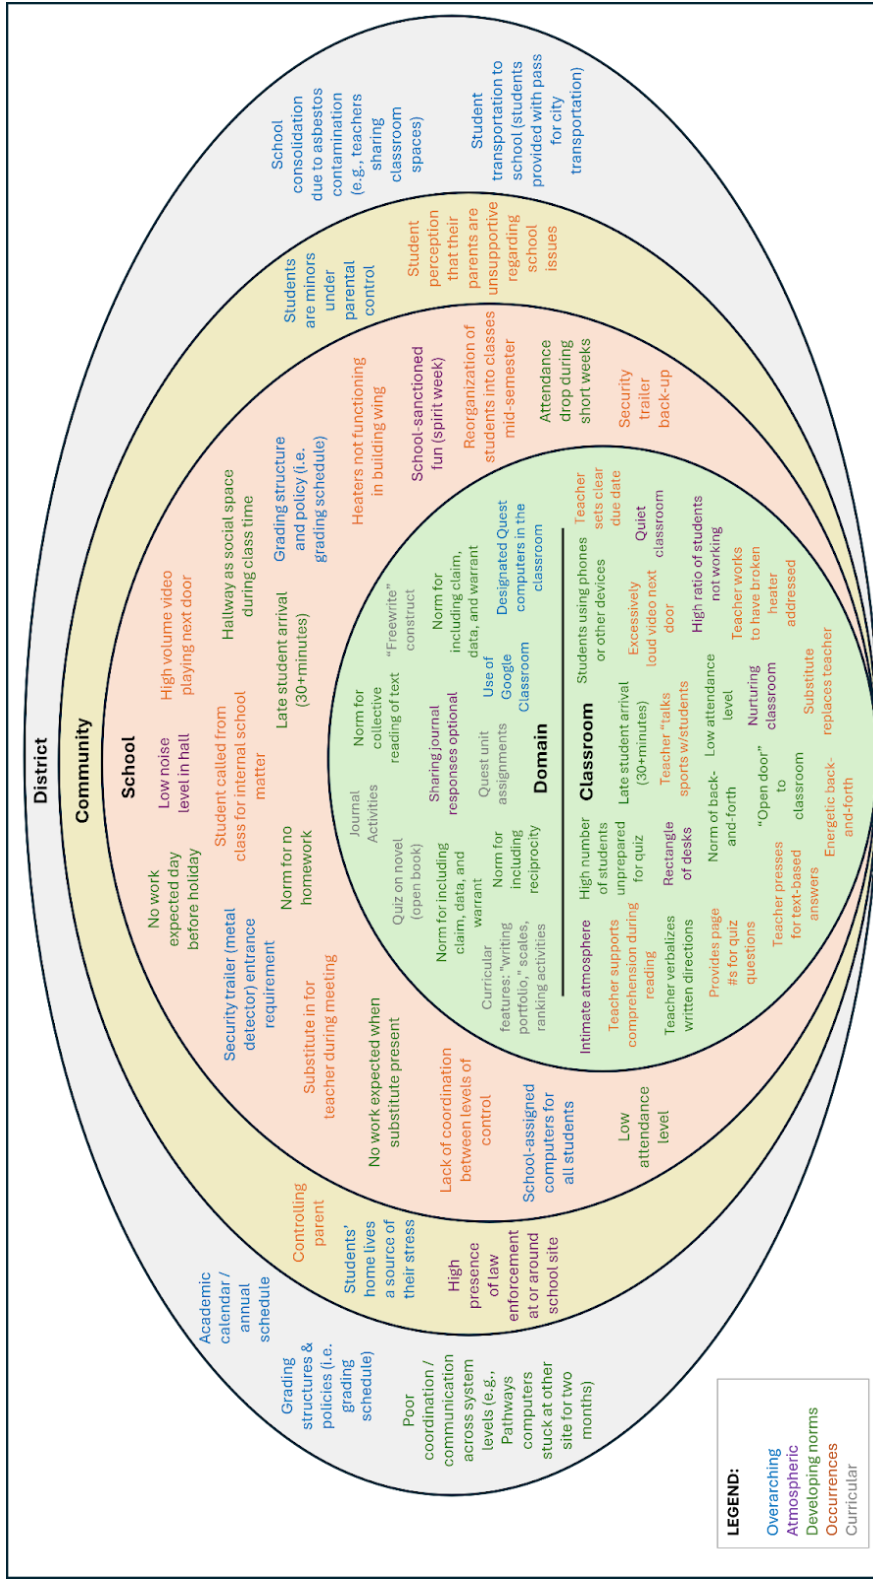 District
Academic
calendar /
annual
schedule
Grading
structures &
policies (i.e.
grading
schedule)
Poor
coordination /
communication
across system
levels (e.g.,
Pathways
computers
stuck at other
site for two
months)
School
consolidation
due to asbestos
contamination
(e.g., teachers
sharing
classroom
spaces)
Student
transportation to
school (students
provided with pass
for city
transportation)
Community
Controlling
parent
Students'
home lives
a source of
their stress
High
presence
of law
enforcement
at or around
school site
Students
are minors
under
parental
control
Student
perception
that their
parents are
unsupportive
regarding
school
issues
School
No work
expected day
before holiday
Low noise
level in hall
High volume video
playing next door
Security trailer (metal
detector) entrance
requirement
Student called from
class for internal school
matter
Hallway as social space
during class time
Norm for no
homework
Late student arrival
(30+minutes)
Grading structure
and policy (i.e.
grading schedule)
Substitute in for
teacher during meeting
Heaters not functioning
in building wing
No work expected when
substitute present
School-sanctioned
fun (spirit week)
Lack of coordination
between levels of
control
Reorganization of
students into classes
mid-semester
School-assigned
computers for
all students
Attendance
drop during
short weeks
Low
attendance
level
Security
trailer
back-up
Journal
Activities
Norm for
collective
reading of text
"Freewrite"
construct
Quiz on novel
(open book)
Norm for including
claim, data, and
warrant
Sharing journal
responses optional
Norm for
including claim,
data, and warrant
Curricular
features: "writing
portfolio," scales,
ranking activities
Norm for
including
reciprocity
Quest unit
assignments
Use of
Google
Classroom
Designated Quest
computers in the
classroom
Domain
Classroom
Intimate atmosphere
High number
of students
unprepared
for quiz
Late student arrival
(30+minutes)
Students using phones
or other devices
Teacher
sets clear
due date
Teacher supports
comprehension during
reading
Rectangle
of desks
Teacher "talks
sports w/students
Excessively
loud video next
door
Quiet
classroom
Teacher verbalizes
written directions
Norm of back-
and-forth
Low attendance
level
High ratio of students
not working
Provides page
#s for quiz
questions
"Open door"
to
classroom
Nurturing
classroom
Teacher works
to have broken
heater
addressed
Teacher presses
for text-based
answers
Energetic back-
and-forth
Substitute
replaces teacher
LEGEND:
Overarching
Atmospheric
Developing norms
Occurrences
Curricular